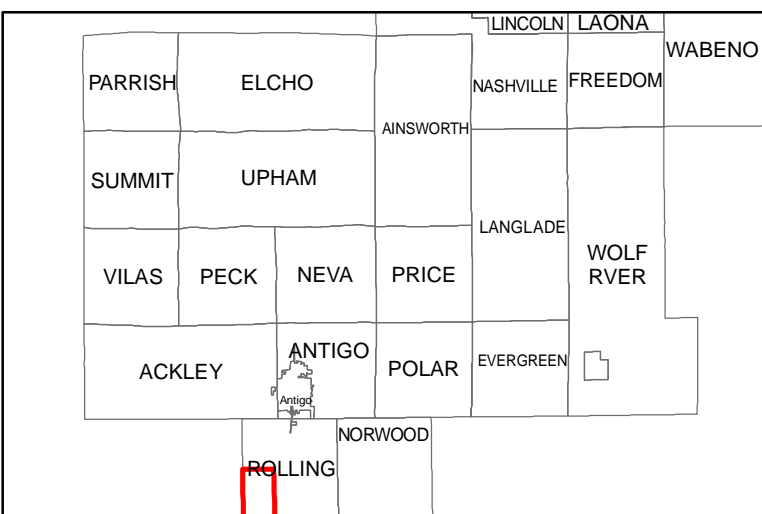 LINCOLN
LAONA
WABENO
PARRISH
ELCHO
NASHVILLE
FREEDOM
AINSWORTH
SUMMIT
UPHAM
LANGLADE
WOLF
RVER
VILAS
PECK
NEVA
PRICE
ANTIGO
ACKLEY
POLAR
EVERGREEN
Antigo
NORWOOD
ROLLING